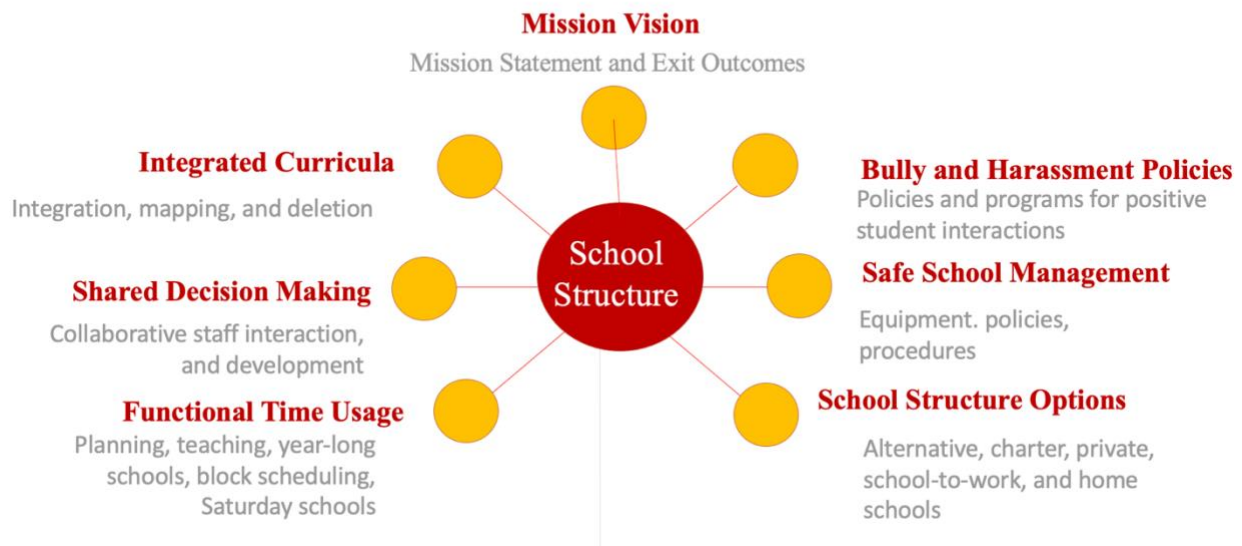 Mission Vision
Mission Statement and Exit Outcomes
Integrated Curricula
Integration, mapping, and deletion
Shared Decision Making
Collaborative staff interaction,
and development
Functional Time Usage
Planning, teaching, year-long
schools, block scheduling,
Saturday schools
School
Structure
Bully and Harassment Policies
Policies and programs for positive
student interactions
Safe School Management
Equipment. policies,
procedures
School Structure Options
Alternative, charter, private,
school-to-work, and home
schools